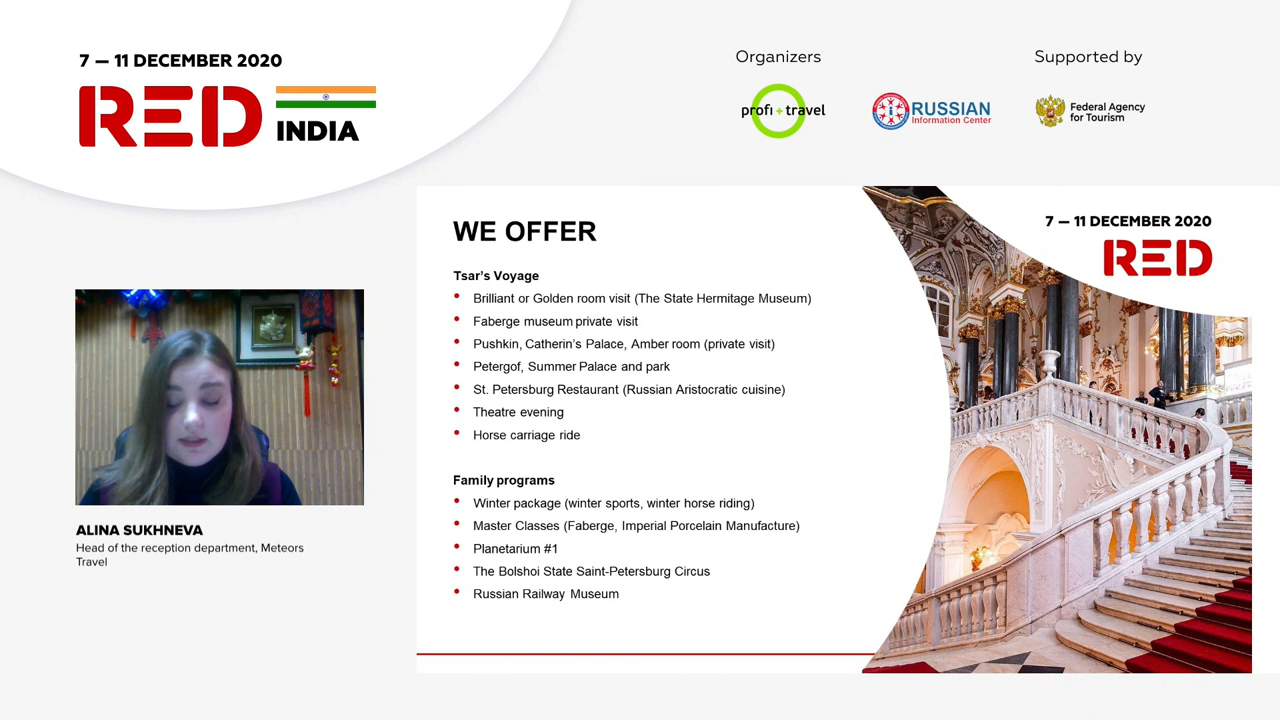 7 — 11 DECEMBER 2020
RED
INDIA
Organizers
profi + travel
RUSSIAN
Information Center
Supported by
Federal Agency
for Tourism
WE OFFER
Tsar's Voyage
• Brilliant or Golden room visit (The State Hermitage Museum)
• Faberge museum private visit
• Pushkin, Catherin's Palace, Amber room (private visit)
• Petergof, Summer Palace and park
• St. Petersburg Restaurant (Russian Aristocratic cuisine)
• Theatre evening
• Horse carriage ride
Family programs
• Winter package (winter sports, winter horse riding)
• Master Classes (Faberge, Imperial Porcelain Manufacture)
• Planetarium #1
• The Bolshoi State Saint-Petersburg Circus
• Russian Railway Museum
7 — 11 DECEMBER 2020
RED
ALINA SUKHNEVA
Head of the reception department, Meteors
Travel